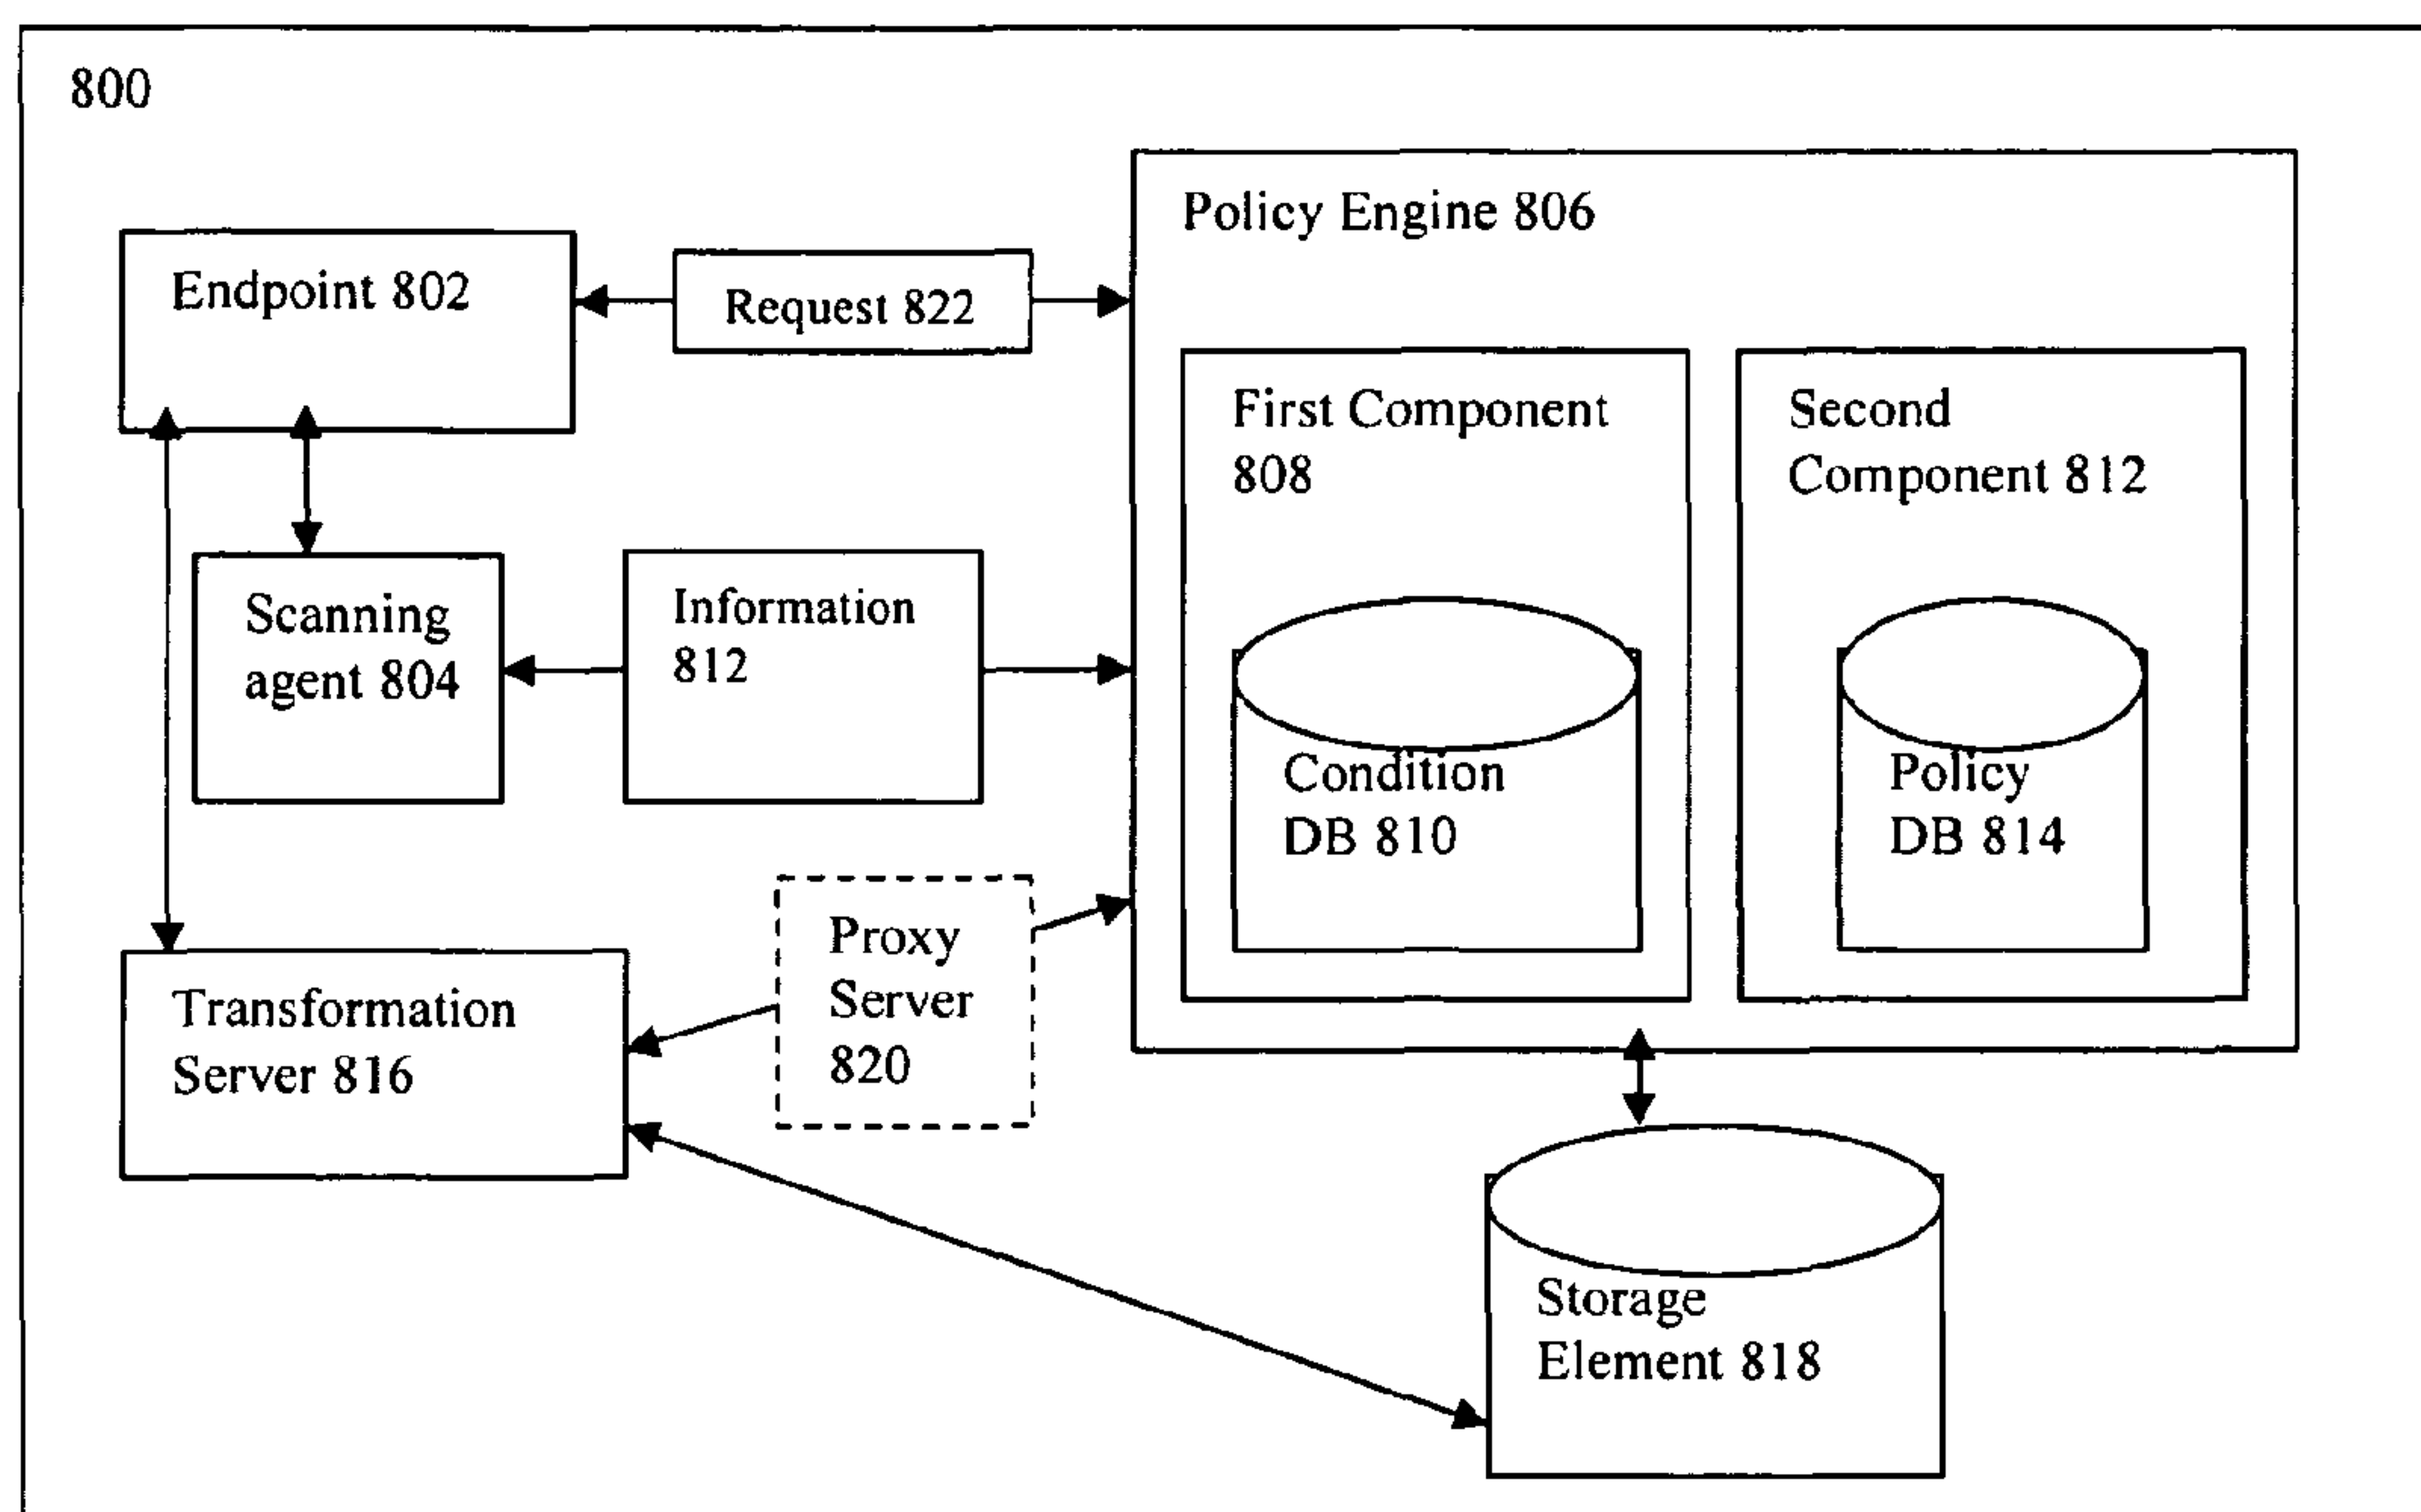 800
Policy Engine 806
Endpoint 802
Request 822
First Component
808
Second
Component 812
Scanning
agent 804
Information
812
Condition
DB 810
Policy
DB 814
Proxy
Server
820
Transformation
Server 816
Storage
Element 818